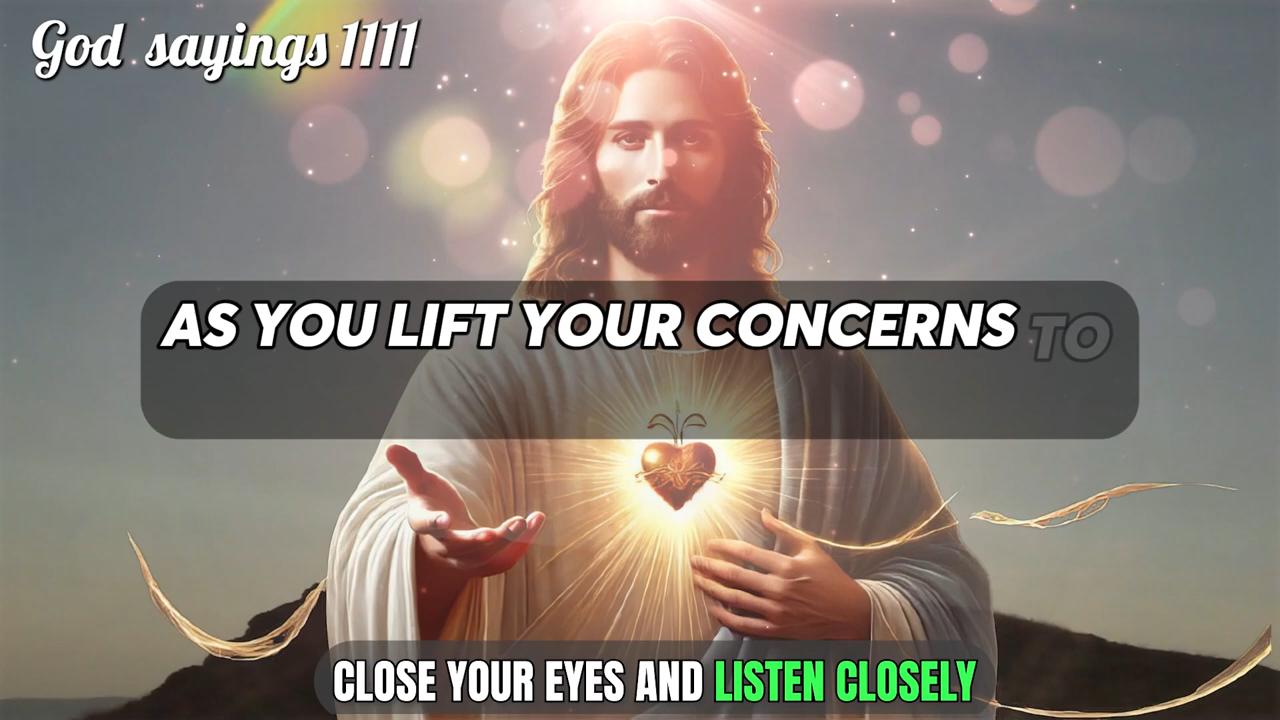 God sayings 1111
AS YOU LIFT YOUR CONCERNS TO
CLOSE YOUR EYES AND LISTEN CLOSELY